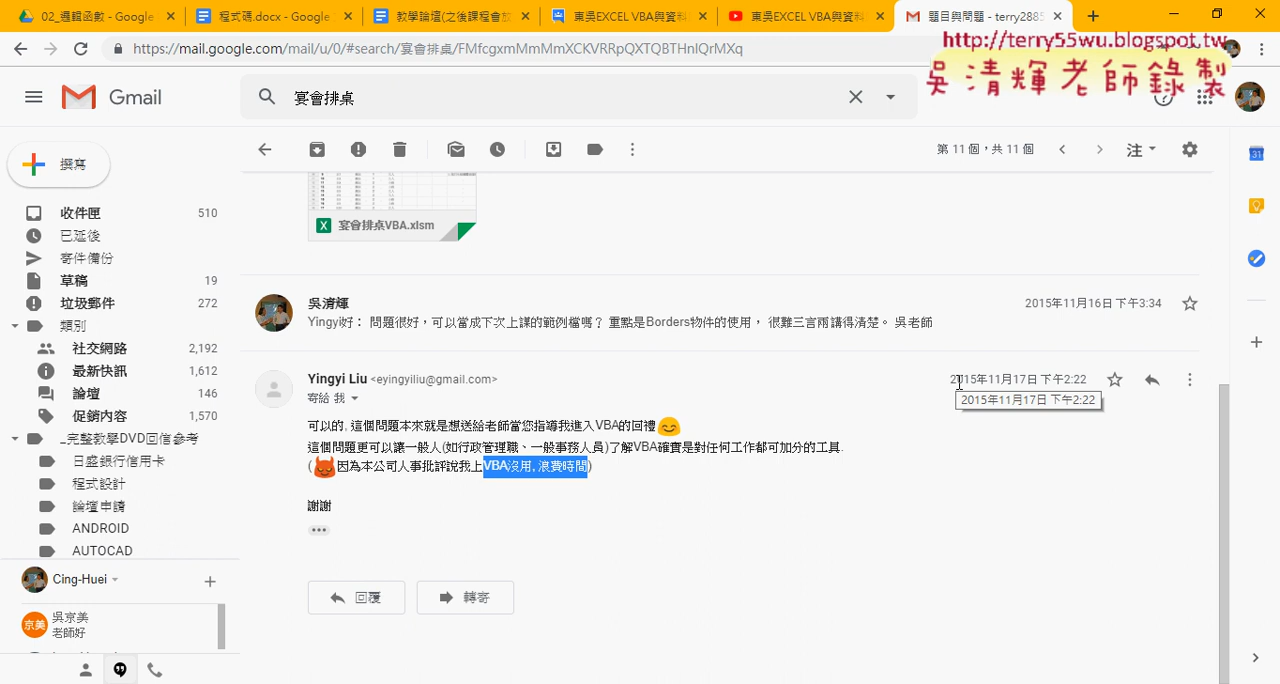 02_邏輯函數 - Google
程式碼.docx - Google
教學論壇(之後課程會放
東吳EXCEL VBA與資料
東吳EXCEL VBA與資料
題目與問題 - terry2885
https://mail.google.com/mail/u/0/#search/宴會排桌/FMfcgxmMmMmXCKVRRpQXTQBTHnlQrMXq
http://terry55wu.blogspot.tw
吳清輝老師錄製
Gmail
宴會排桌
撰寫
第 11 個，共 11 個
注
收件匣 510
已延後
寄件備份
草稿 19
垃圾郵件 272
類別
社交網路 2,192
最新快訊 1,612
論壇 146
促銷內容 1,570
_完整教學DVD回信參考
日盛銀行信用卡
程式設計
論壇申請
ANDROID
AUTOCAD
Cing-Huei
京美
吳京美
老師好
宴會排桌VBA.xlsm
吳清輝
2015年11月16日 下午3:34
Yingyi好： 問題很好，可以當成下次上課的範例檔嗎？ 重點是Borders物件的使用， 很難三言兩語講得清楚。 吳老師
Yingyi Liu <eyingyiliu@gmail.com>
2015年11月17日 下午2:22
寄給 我
2015年11月17日 下午2:22
可以的, 這個問題本來就是想送給老師當您指導我進入VBA的回禮
這個問題更可以讓一般人(如行政管理職、一般事務人員)了解VBA確實是對任何工作都可加分的工具.
(因為本公司人事批評說我上VBA沒用, 浪費時間)
謝謝
回覆
轉寄
31